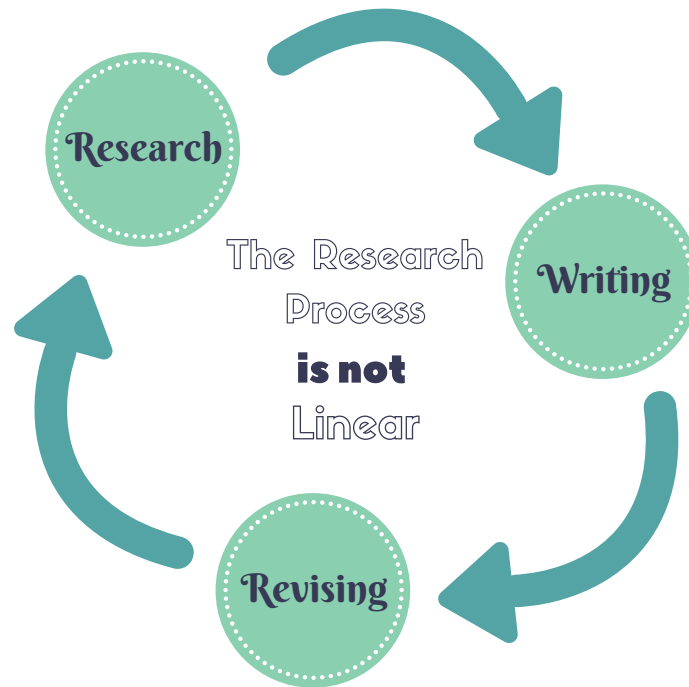 Research
Writing
The Research
Process
is not
Linear
Revising